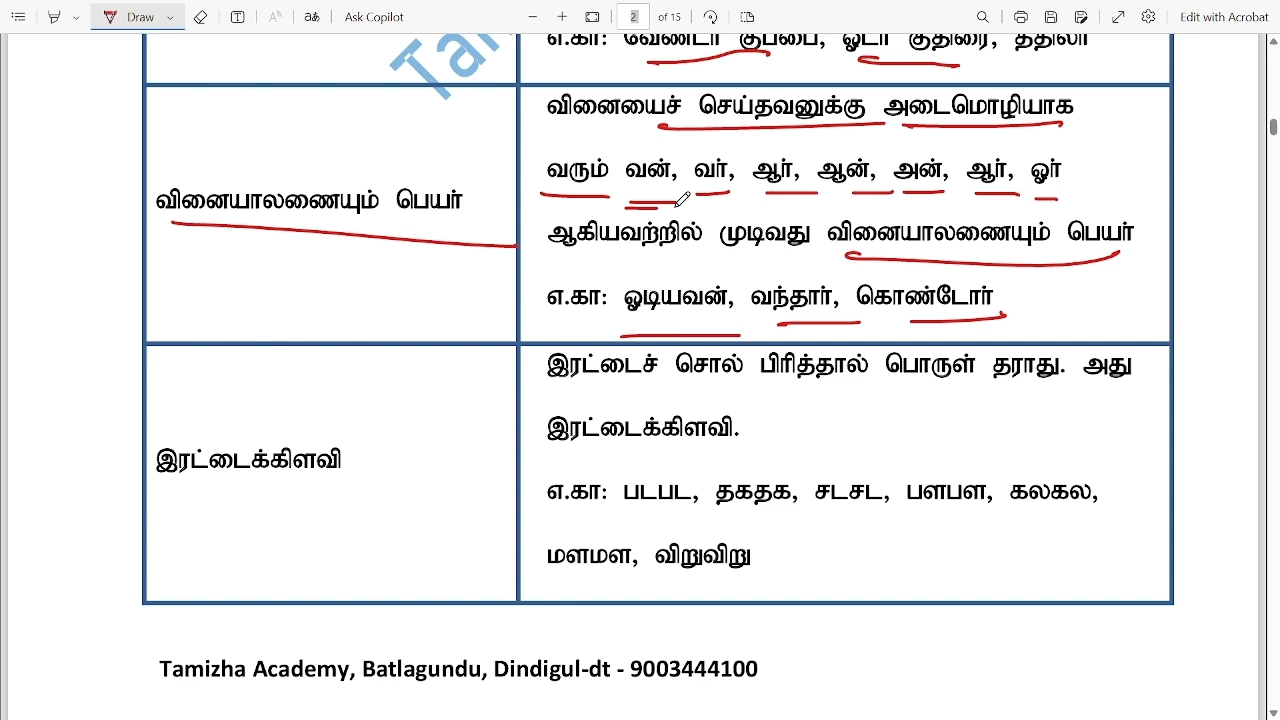 Draw
Ask Copilot
2 of 15
Edit with Acrobat
எ.கா: வேண்டா குப்பை, ஓடா குதிரை,
வினையைச் செய்தவனுக்கு அடைமொழியாக
வரும் வன், வர், ஆர், ஆன், அன், ஆர், ஓர்
வினையாலணையும் பெயர்
ஆகியவற்றில் முடிவது வினையாலணையும் பெயர்
எ.கா: ஓடியவன், வந்தார், கொண்டோர்
இரட்டைச் சொல் பிரித்தால் பொருள் தராது. அது
இரட்டைக்கிளவி.
இரட்டைக்கிளவி
எ.கா: படபட, தகதக, சடசட, பளபள, கலகல,
மளமள, விறுவிறு
Tamizha Academy, Batlagundu, Dindigul-dt - 9003444100